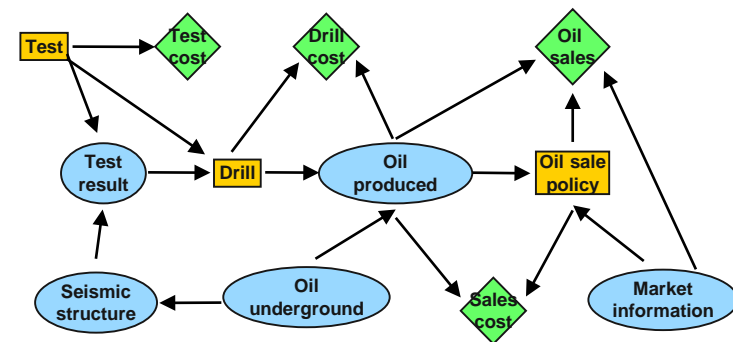 Test
Test
cost
Drill
cost
Oil
sales
Test
result
Drill
Oil
produced
Oil sale
policy
Seismic
structure
Oil
underground
Sales
cost
Market
information